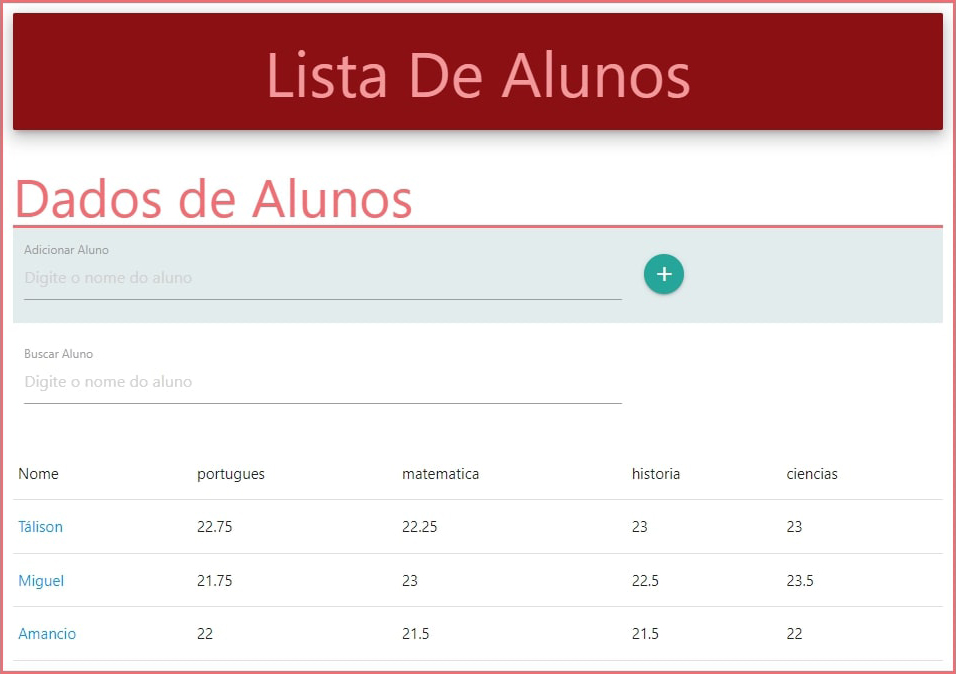 Lista De Alunos
Dados de Alunos
Adicionar Aluno
Digite o nome do aluno
+
Buscar Aluno
Digite o nome do aluno
Nome portugues matematica historia ciencias
Tálison 22.75 22.25 23 23
Miguel 21.75 23 22.5 23.5
Amancio 22 21.5 21.5 22